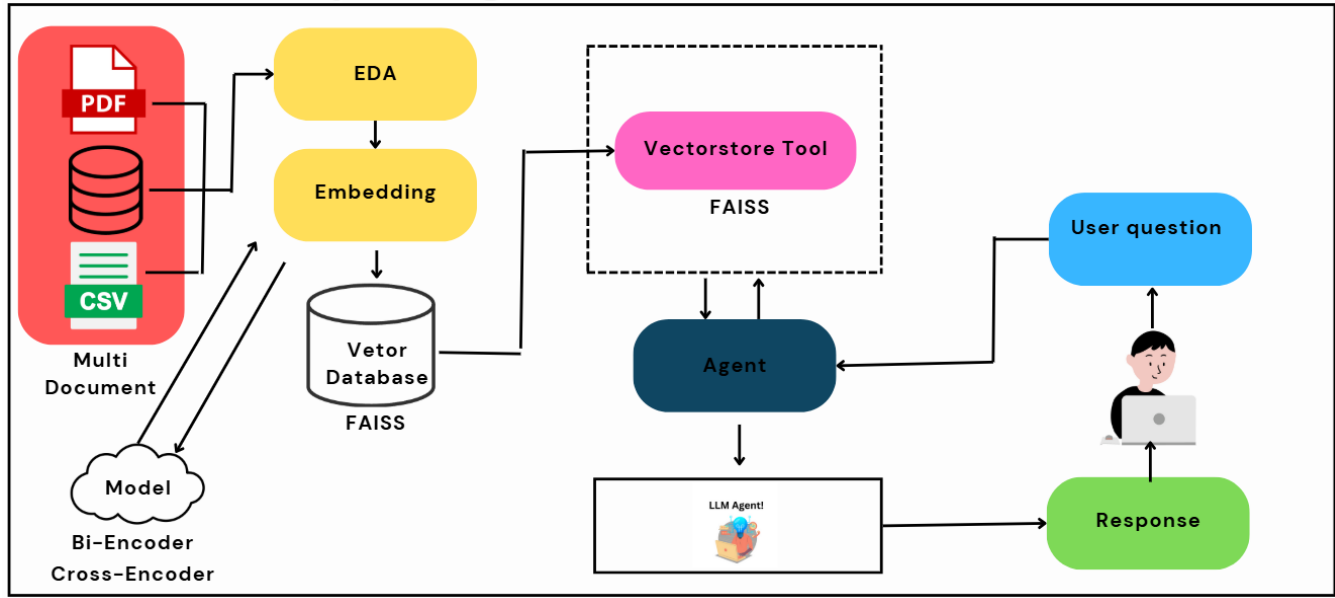 PDF
CSV
Multi
Document
EDA
Embedding
Vetor
Database
FAISS
Model
Bi-Encoder
Cross-Encoder
Vectorstore Tool
FAISS
Agent
LLM Agent!
User question
Response